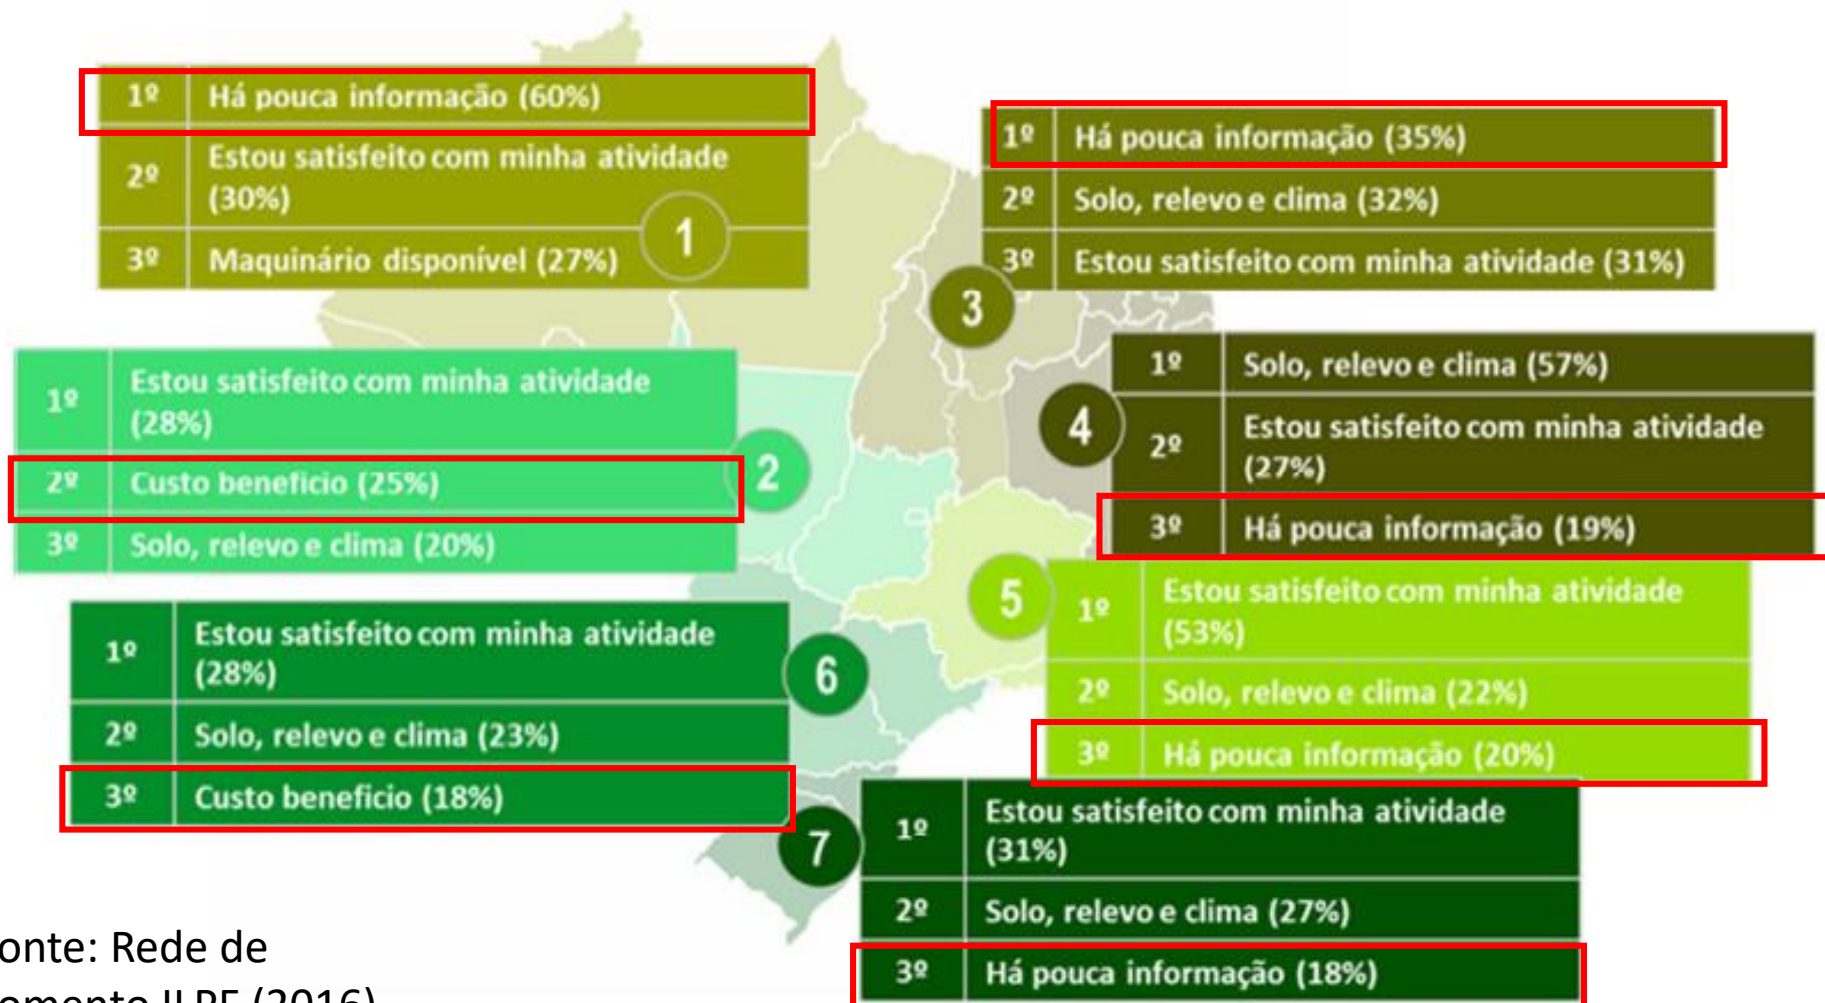 1º Há pouca informação (60%)
2º Estou satisfeito com minha atividade
(30%)
3º Maquinário disponível (27%)
1
1º Há pouca informação (35%)
2º Solo, relevo e clima (32%)
3º Estou satisfeito com minha atividade (31%)
3
1º Estou satisfeito com minha atividade
(28%)
2º Custo beneficio (25%)
3º Solo, relevo e clima (20%)
2
4
1º Solo, relevo e clima (57%)
2º Estou satisfeito com minha atividade
(27%)
3º Há pouca informação (19%)
5
1º Estou satisfeito com minha atividade
(53%)
2º Solo, relevo e clima (22%)
3º Há pouca informação (20%)
1º Estou satisfeito com minha atividade
(28%)
2º Solo, relevo e clima (23%)
3º Custo beneficio (18%)
6
7
1º Estou satisfeito com minha atividade
(31%)
2º Solo, relevo e clima (27%)
3º Há pouca informação (18%)
onte: Rede de
omento ILPF (2016)